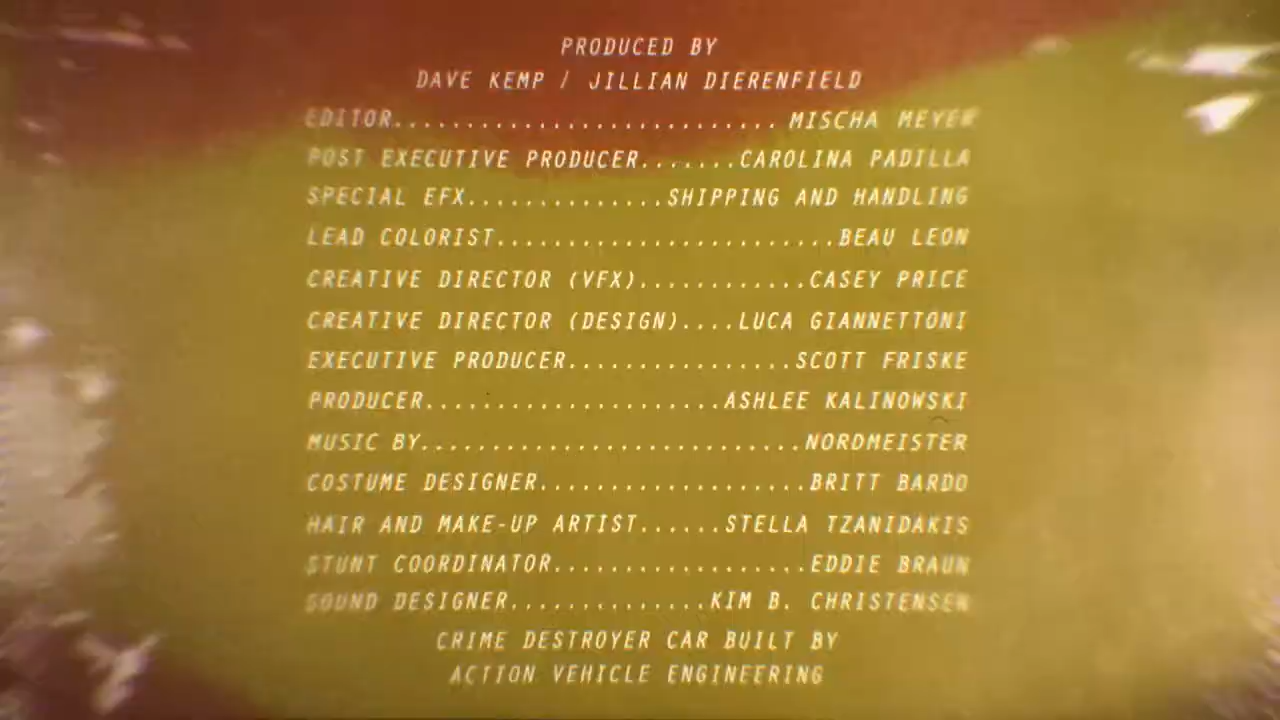 PRODUCED BY
DAVE KEMP / JILLIAN DIERENFIELD
EDITOR........................... MISCHA MEYER
POST EXECUTIVE PRODUCER.......CAROLINA PADILLA
SPECIAL EFX..............SHIPPING AND HANDLING
LEAD COLORIST........................BEAU LEON
CREATIVE DIRECTOR (VFX)............CASEY PRICE
CREATIVE DIRECTOR (DESIGN)....LUCA GIANNETTONI
EXECUTIVE PRODUCER................SCOTT FRISKE
PRODUCER.....................ASHLEE KALINOWSKI
MUSIC BY...........................NORDMEISTER
COSTUME DESIGNER...................BRITT BARDO
HAIR AND MAKE-UP ARTIST......STELLA TZANIDAKIS
STUNT COORDINATOR..................EDDIE BRAUN
SOUND DESIGNER..............KIM B. CHRISTENSEN
CRIME DESTROYER CAR BUILT BY
ACTION VEHICLE ENGINEERING